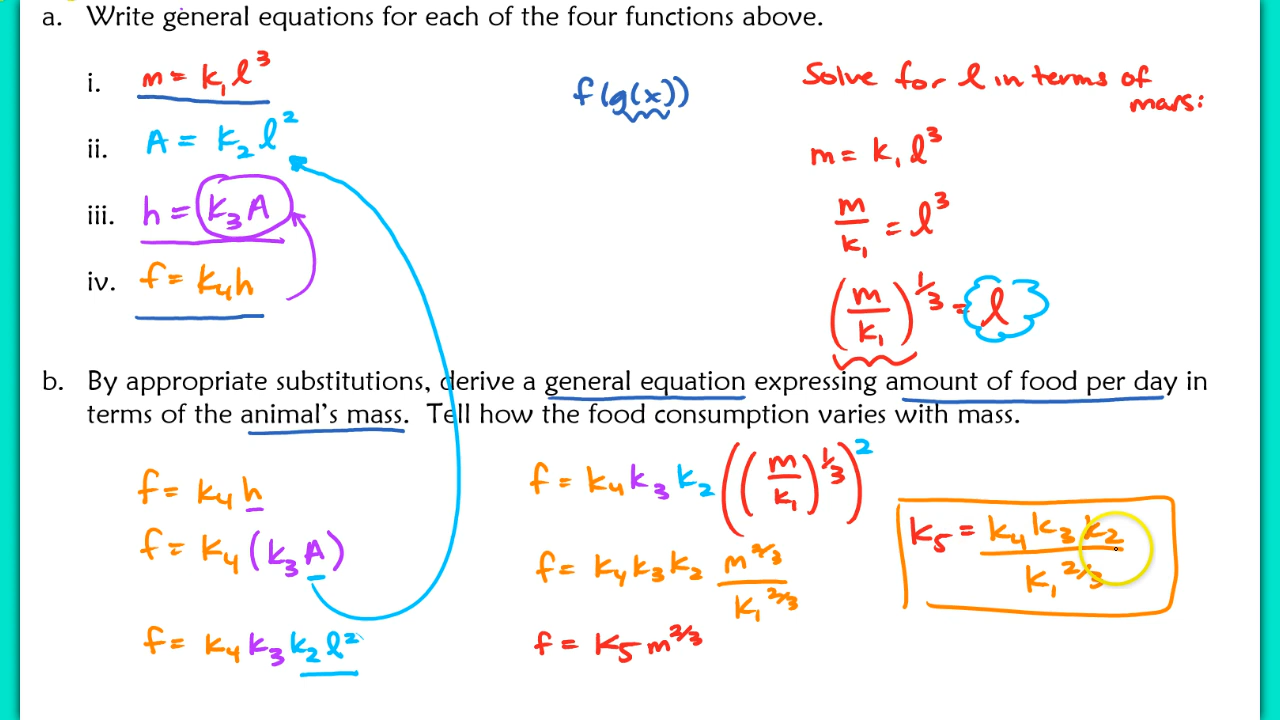 a. Write general equations for each of the four functions above.
i. m = k₁l³
ii. A = k₂l²
iii. h = k₃A
iv. f = k₄h
f(g(x))
Solve for l in terms of
mars:
m = k₁l³
m/k₁ = l³
(m/k₁)^1/3 = l
b. By appropriate substitutions, derive a general equation expressing amount of food per day in
terms of the animal's mass. Tell how the food consumption varies with mass.
f = k₄h
f = k₄(k₃A)
f = k₄k₃k₂l²
f = k₄k₃k₂((m/k₁)^1/3)²
f = k₄k₃k₂ m^2/3 / k₁^2/3
f = k₅m^2/3
k₅ = k₄k₃k₂ / k₁^2/3